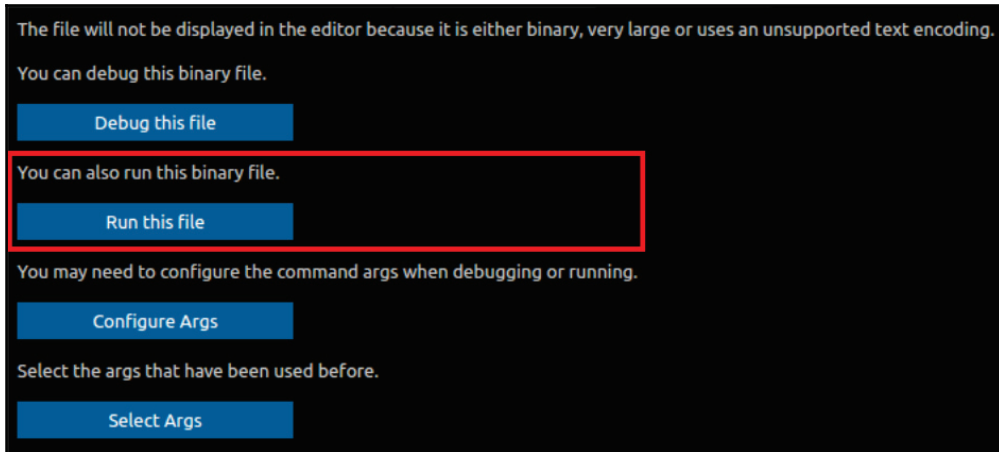 The file will not be displayed in the editor because it is either binary, very large or uses an unsupported text encoding.
You can debug this binary file.
Debug this file
You can also run this binary file.
Run this file
You may need to configure the command args when debugging or running.
Configure Args
Select the args that have been used before.
Select Args